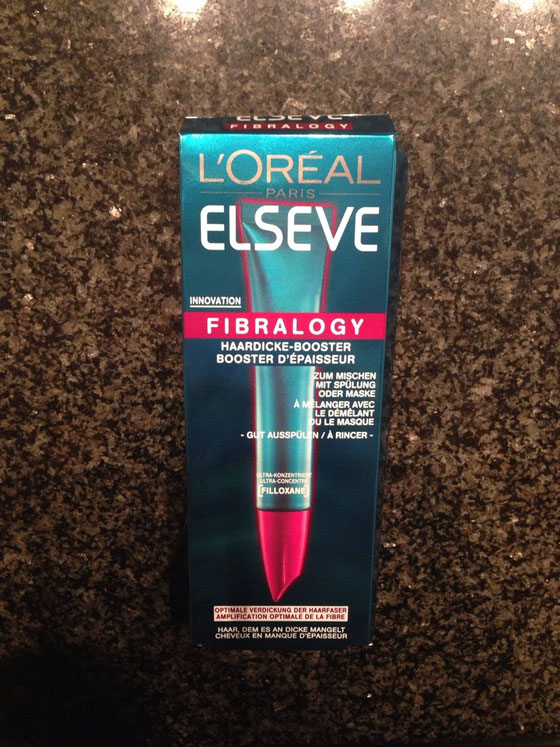 ELSEVE
FIBRALOGY
L'ORÉAL
PARIS
ELSEVE
INNOVATION
FIBRALOGY
HAARDICKE-BOOSTER
BOOSTER D'ÉPAISSEUR
ZUM MISCHEN
MIT SPÜLUNG
ODER MASKE
À MÉLANGER AVEC
LE DÉMÊLANT
OU LE MASQUE
- GUT AUSSPÜLEN / À RINCER -
ULTRA-KONZENTRIERT
ULTRA-CONCENTRÉ
[FILLOXANE]
OPTIMALE VERDICKUNG DER HAARFASER
AMPLIFICATION OPTIMALE DE LA FIBRE
HAAR, DEM ES AN DICKE MANGELT
CHEVEUX EN MANQUE D'ÉPAISSEUR